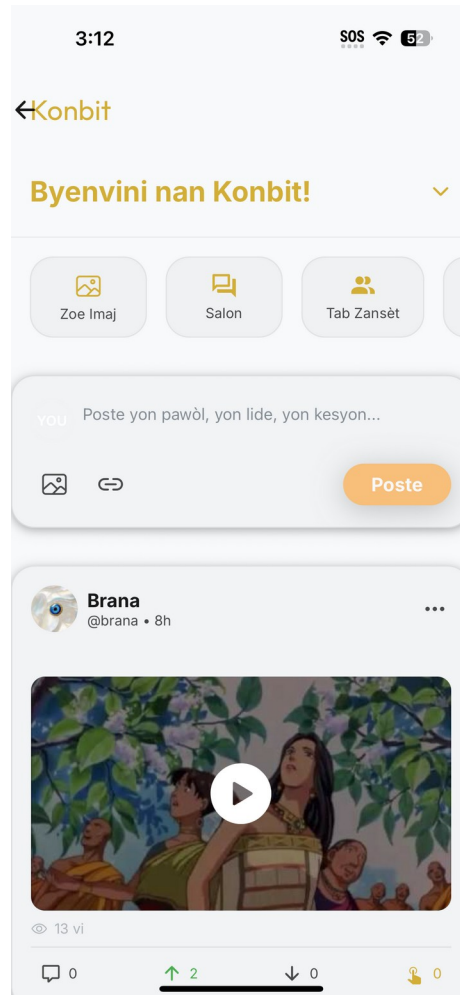 3:12 SOS 52
Konbit
Byenvini nan Konbit!
Zoe Imaj Salon Tab Zansèt
YOU Poste yon pawòl, yon lide, yon kesyon...
Poste
Brana
@brana • 8h
13 vi
0 2 0 0